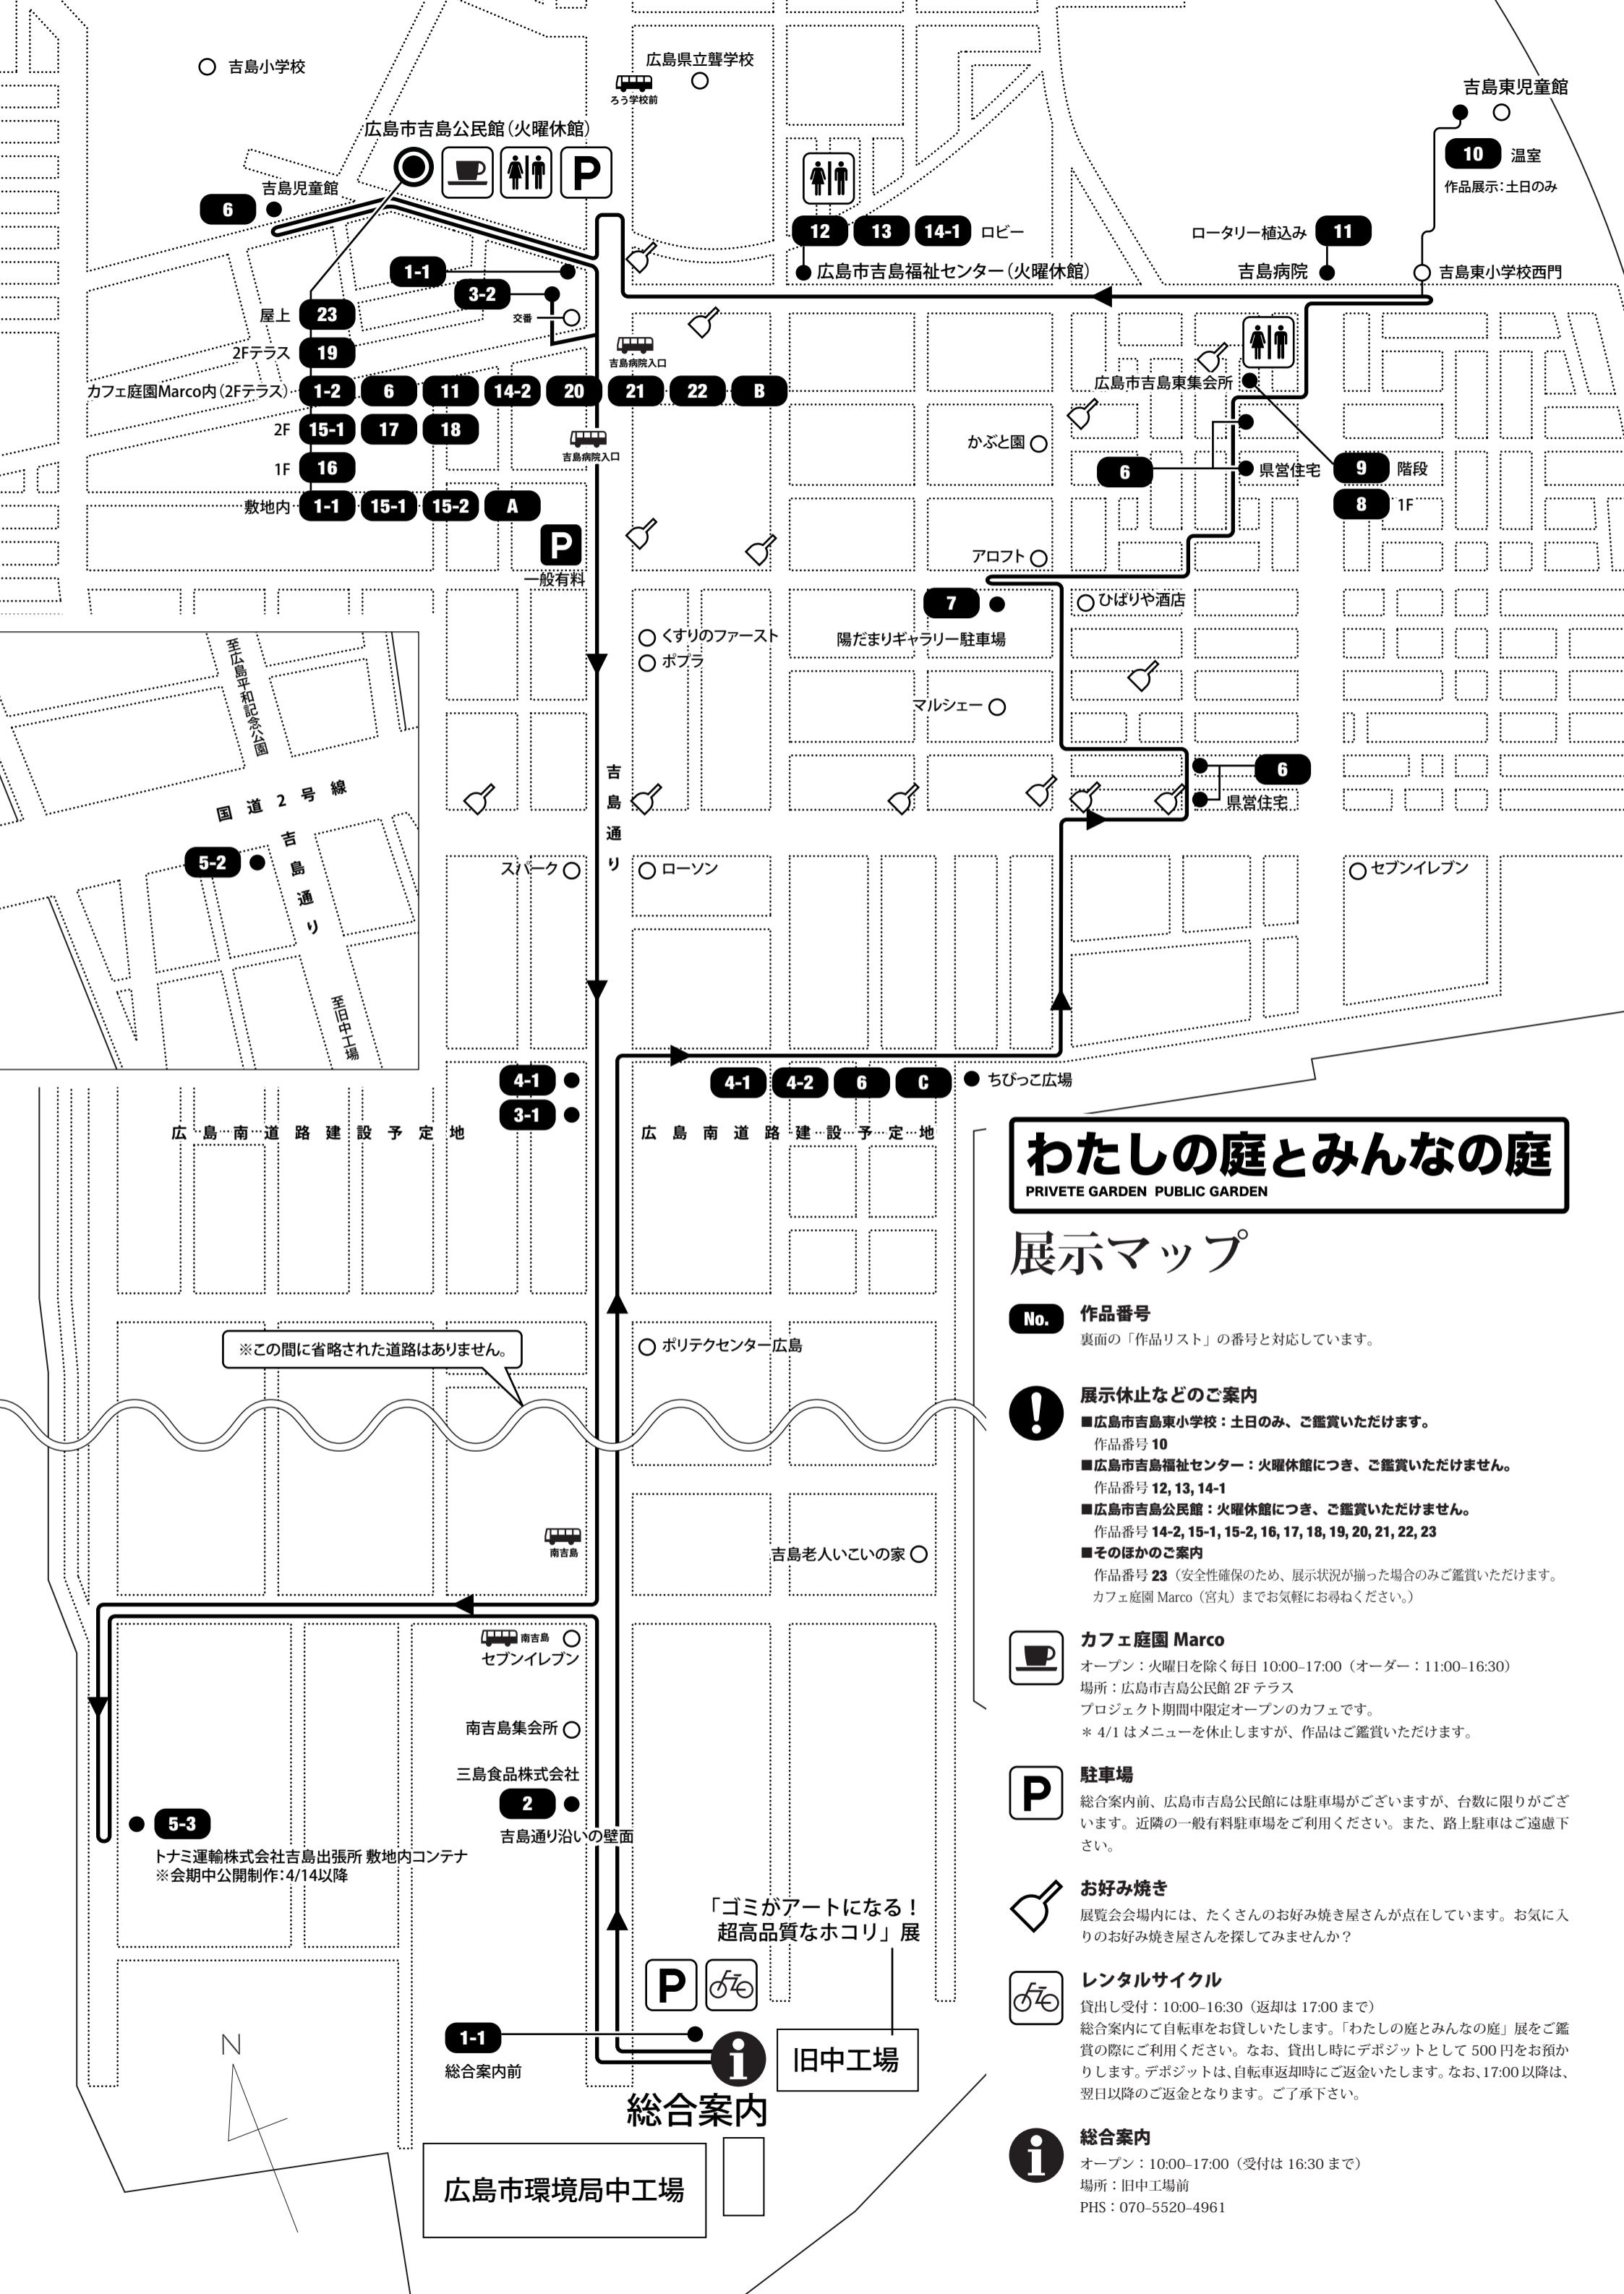 吉島小学校
広島県立聾学校
ろう学校前
吉島東児童館
10 温室
作品展示：土日のみ
広島市吉島公民館（火曜休館）
P
吉島児童館
6
12 13 14-1 ロビー
広島市吉島福祉センター（火曜休館）
ロータリー植込み 11
吉島病院
吉島東小学校西門
1-1
3-2
交番
屋上 23
2Fテラス 19
カフェ庭園Marco内（2Fテラス） 1-2 6 11 14-2 20 21 22 B
2F 15-1 17 18
1F 16
敷地内 1-1 15-1 15-2 A
吉島病院入口
吉島病院入口
P
一般有料
広島市吉島東集会所
かぶと園
6
県営住宅
9 階段
8 1F
アロフト
7
陽だまりギャラリー駐車場
ひばりや酒店
くすりのファースト
ポプラ
マルシェー
6
県営住宅
吉島通り
スパーク
ローソン
セブンイレブン
至広島平和記念公園
国道2号線
吉島通り
5-2
至旧中工場
4-1
3-1
4-1 4-2 6 C
ちびっこ広場
広島南道路建設予定地
広島南道路建設予定地
※この間に省略された道路はありません。
ポリテクセンター広島
南吉島
吉島老人いこいの家
南吉島
セブンイレブン
南吉島集会所
三島食品株式会社
2
吉島通り沿いの壁面
5-3
トナミ運輸株式会社吉島出張所 敷地内コンテナ
※会期中公開制作：4/14以降
「ゴミがアートになる！
超高品質なホコリ」展
P
1-1
総合案内前
i
旧中工場
総合案内
広島市環境局中工場
N
わたしの庭とみんなの庭
PRIVETE GARDEN PUBLIC GARDEN
展示マップ
No.
作品番号
裏面の「作品リスト」の番号と対応しています。
!
展示休止などのご案内
■広島市吉島東小学校：土日のみ、ご鑑賞いただけます。
作品番号 10
■広島市吉島福祉センター：火曜休館につき、ご鑑賞いただけません。
作品番号 12, 13, 14-1
■広島市吉島公民館：火曜休館につき、ご鑑賞いただけません。
作品番号 14-2, 15-1, 15-2, 16, 17, 18, 19, 20, 21, 22, 23
■そのほかのご案内
作品番号 23（安全性確保のため、展示状況が揃った場合のみご鑑賞いただけます。
カフェ庭園 Marco（宮丸）までお気軽にお尋ねください。）
カフェ庭園 Marco
オープン：火曜日を除く毎日 10:00–17:00（オーダー：11:00–16:30）
場所：広島市吉島公民館 2F テラス
プロジェクト期間中限定オープンのカフェです。
＊ 4/1 はメニューを休止しますが、作品はご鑑賞いただけます。
P
駐車場
総合案内前、広島市吉島公民館には駐車場がございますが、台数に限りがござ
います。近隣の一般有料駐車場をご利用ください。また、路上駐車はご遠慮下
さい。
お好み焼き
展覧会会場内には、たくさんのお好み焼き屋さんが点在しています。お気に入
りのお好み焼き屋さんを探してみませんか？
レンタルサイクル
貸出し受付：10:00–16:30（返却は 17:00 まで）
総合案内にて自転車をお貸しいたします。「わたしの庭とみんなの庭」展をご鑑
賞の際にご利用ください。なお、貸出し時にデポジットとして 500 円をお預か
りします。デポジットは、自転車返却時にご返金いたします。なお、17:00 以降は、
翌日以降のご返金となります。ご了承下さい。
i
総合案内
オープン：10:00–17:00（受付は 16:30 まで）
場所：旧中工場前
PHS：070–5520–4961